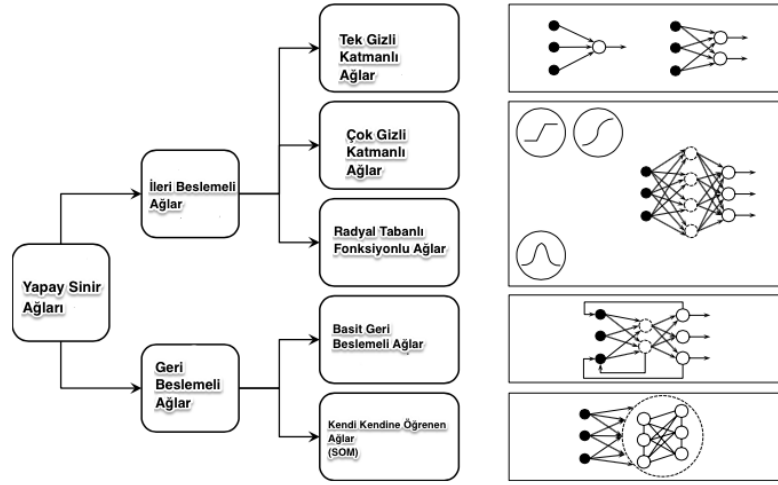 Tek Gizli
Katmanlı
Ağlar
Çok Gizli
Katmanlı
Ağlar
İleri Beslemeli
Ağlar
Radyal Tabanlı
Fonksiyonlu Ağlar
Yapay Sinir
Ağları
Basit Geri
Beslemeli Ağlar
Geri
Beslemeli
Ağlar
Kendi Kendine Öğrenen
Ağlar
(SOM)